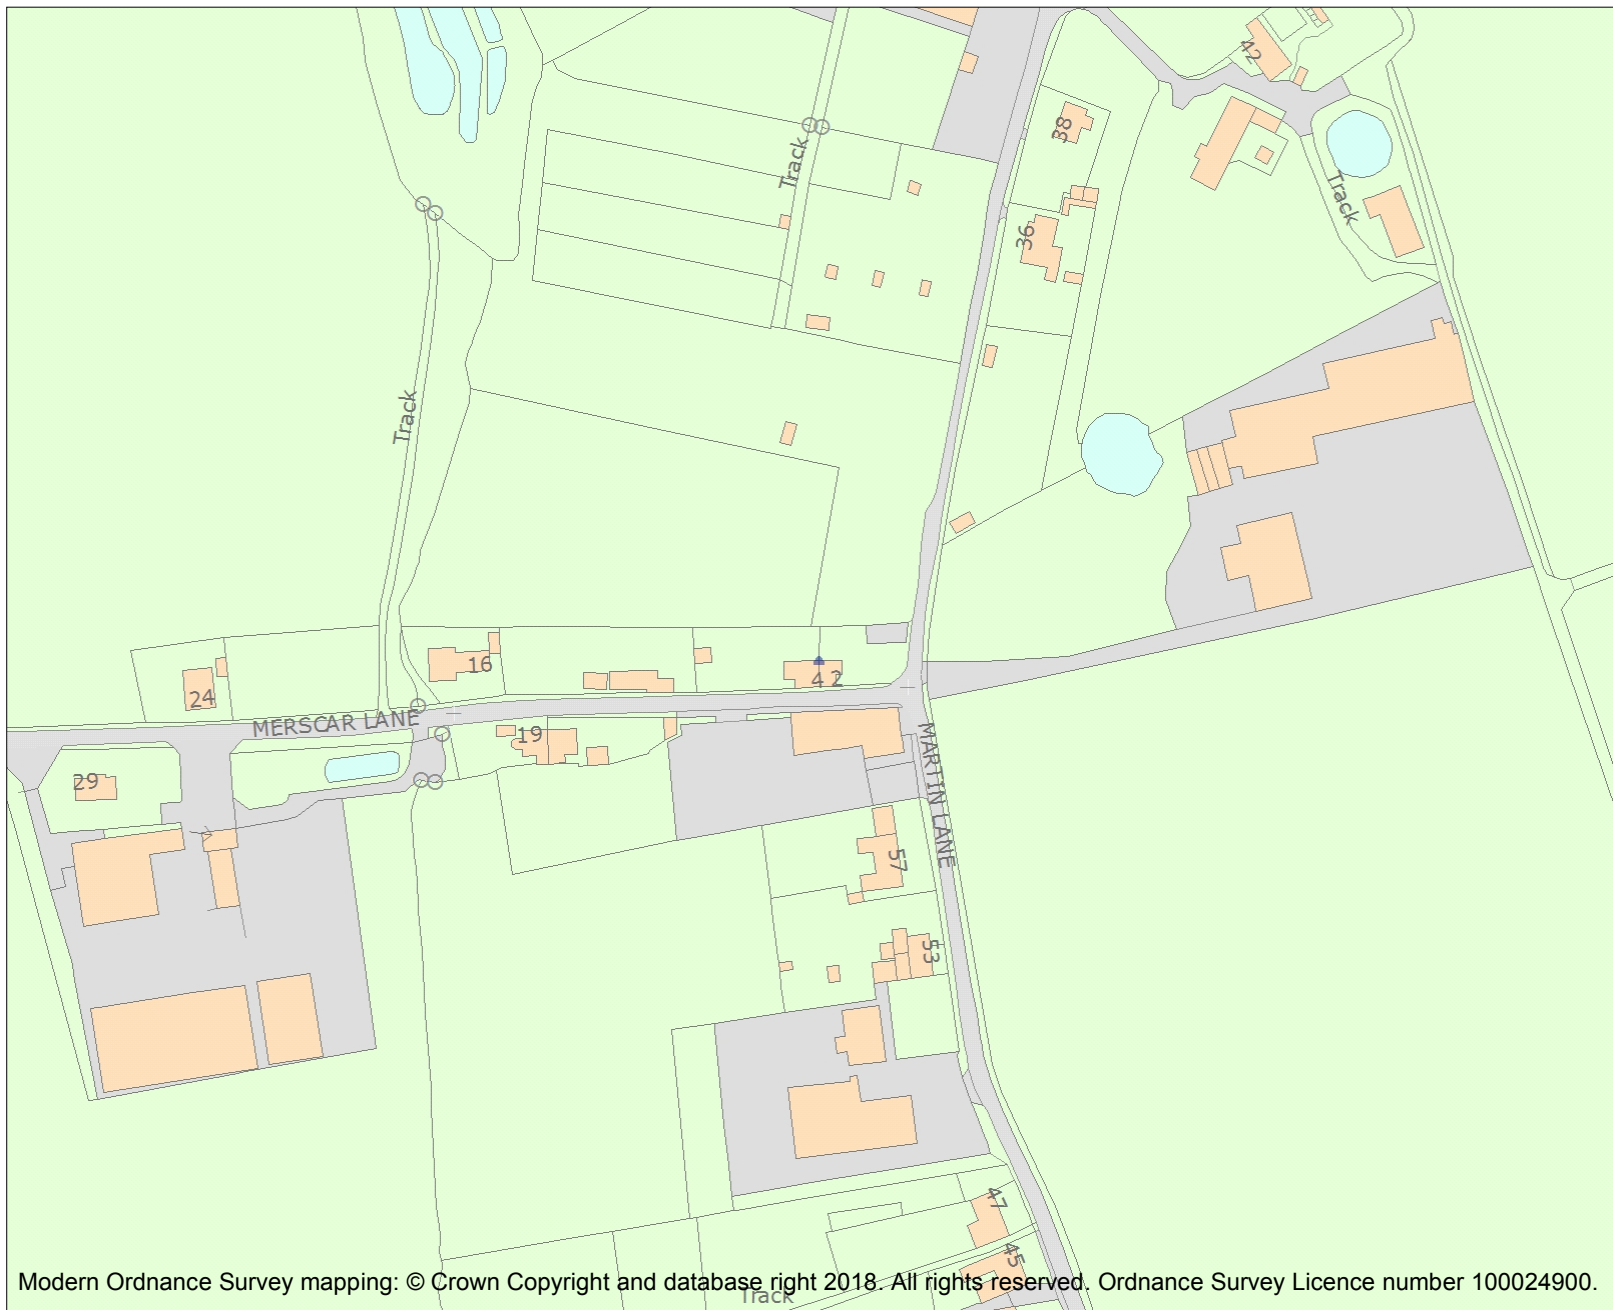 42
38
Track
Track
36
Track
16
24
4 2
MERSCAR LANE
19
MARTIN LANE
29
57
53
47
45
Modern Ordnance Survey mapping: © Crown Copyright and database right 2018. All rights reserved. Ordnance Survey Licence number 100024900.
Track